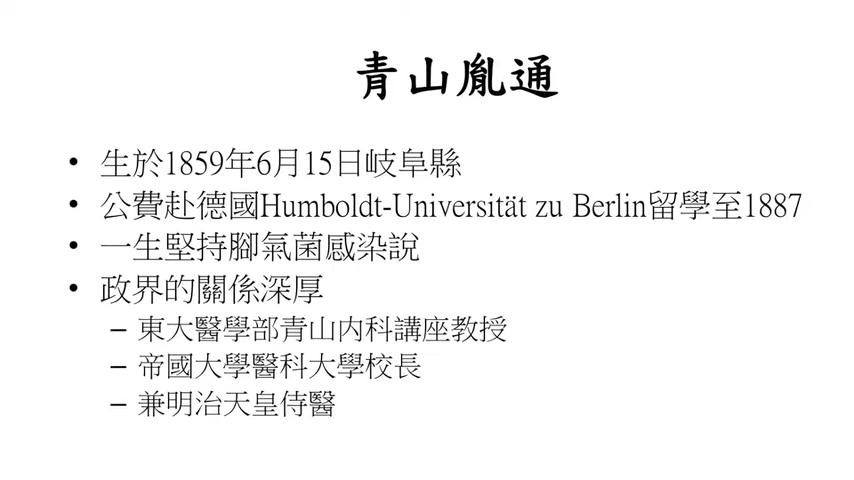 青山胤通
• 生於1859年6月15日岐阜縣
• 公費赴德國Humboldt-Universität zu Berlin留學至1887
• 一生堅持腳氣菌感染說
• 政界的關係深厚
– 東大醫學部青山內科講座教授
– 帝國大學醫科大學校長
– 兼明治天皇侍醫